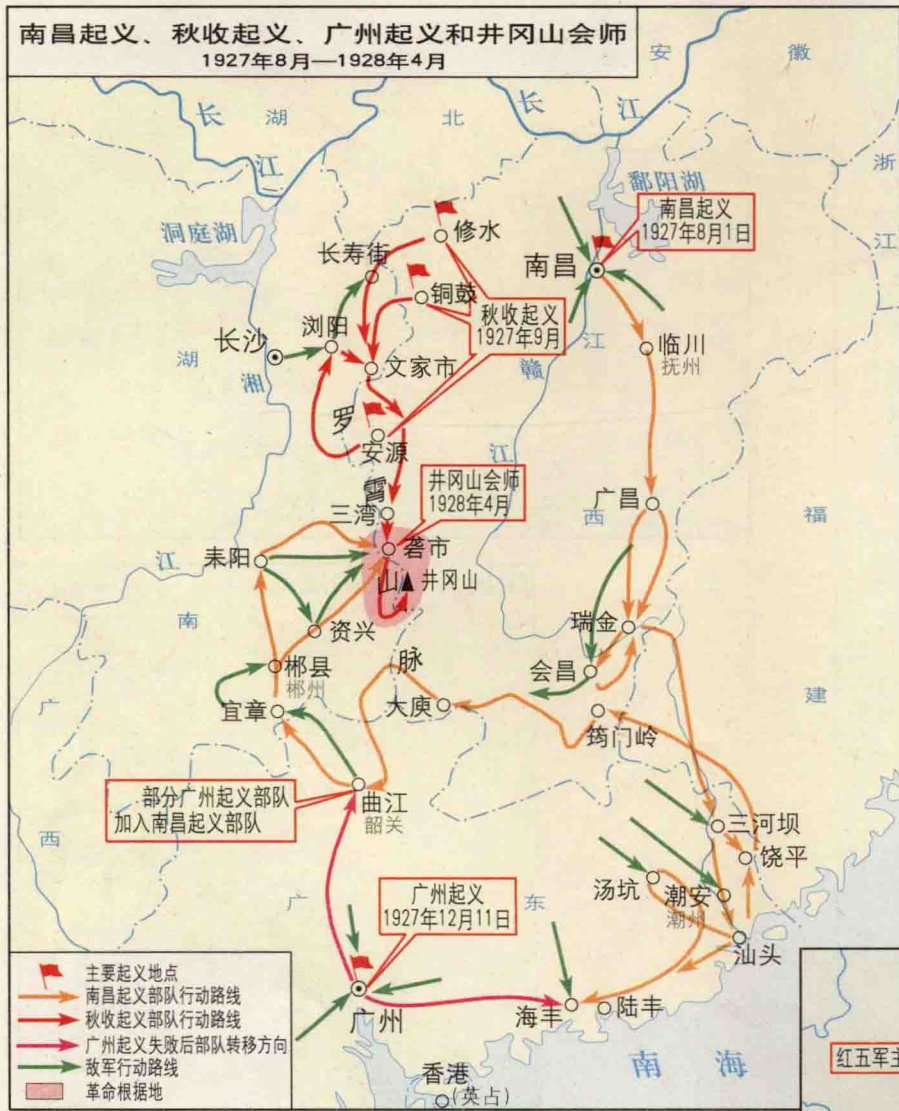 南昌起义、秋收起义、广州起义和井冈山会师
1927年8月—1928年4月
安 徽
长 江
湖 北
长 江
浙 江
鄱阳湖
洞庭湖
南昌起义
1927年8月1日
修水
南昌
长寿街
铜鼓
秋收起义
1927年9月
浏阳
长沙
文家市
临川
抚州
湖 南
湘 江
赣 江
江 西
罗 霄 山 脉
安源
井冈山会师
1928年4月
三湾
广昌
福 建
耒阳
砻市
井冈山
资兴
瑞金
会昌
郴县
郴州
宜章
大庾
筠门岭
广 西
部分广州起义部队
加入南昌起义部队
曲江
韶关
三河坝
饶平
汤坑
潮安
潮州
汕头
广 东
广州起义
1927年12月11日
广州
海丰
陆丰
香港
(英占)
南 海
主要起义地点
南昌起义部队行动路线
秋收起义部队行动路线
广州起义失败后部队转移方向
敌军行动路线
革命根据地
红五军主